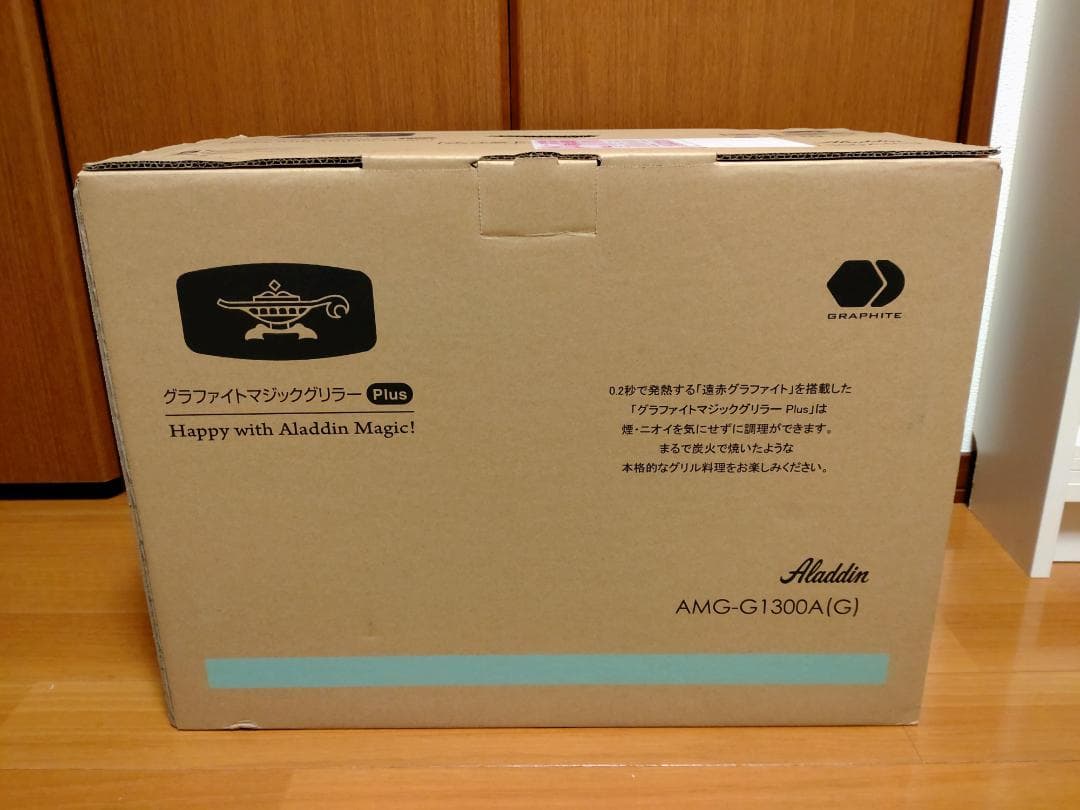 グラファイトマジックグリラー Plus
Happy with Aladdin Magic!
GRAPHITE
0.2秒で発熱する「遠赤グラファイト」を搭載した
「グラファイトマジックグリラー Plus」は
煙・ニオイを気にせずに調理ができます。
まるで炭火で焼いたような
本格的なグリル料理をお楽しみください。
Aladdin
AMG-G1300A(G)